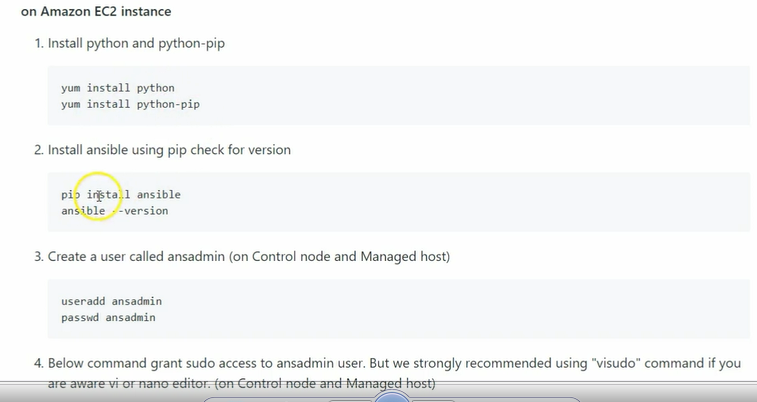 on Amazon EC2 instance
1. Install python and python-pip
yum install python
yum install python-pip
2. Install ansible using pip check for version
pip install ansible
ansible --version
3. Create a user called ansadmin (on Control node and Managed host)
useradd ansadmin
passwd ansadmin
4. Below command grant sudo access to ansadmin user. But we strongly recommended using "visudo" command if you
are aware vi or nano editor. (on Control node and Managed host)